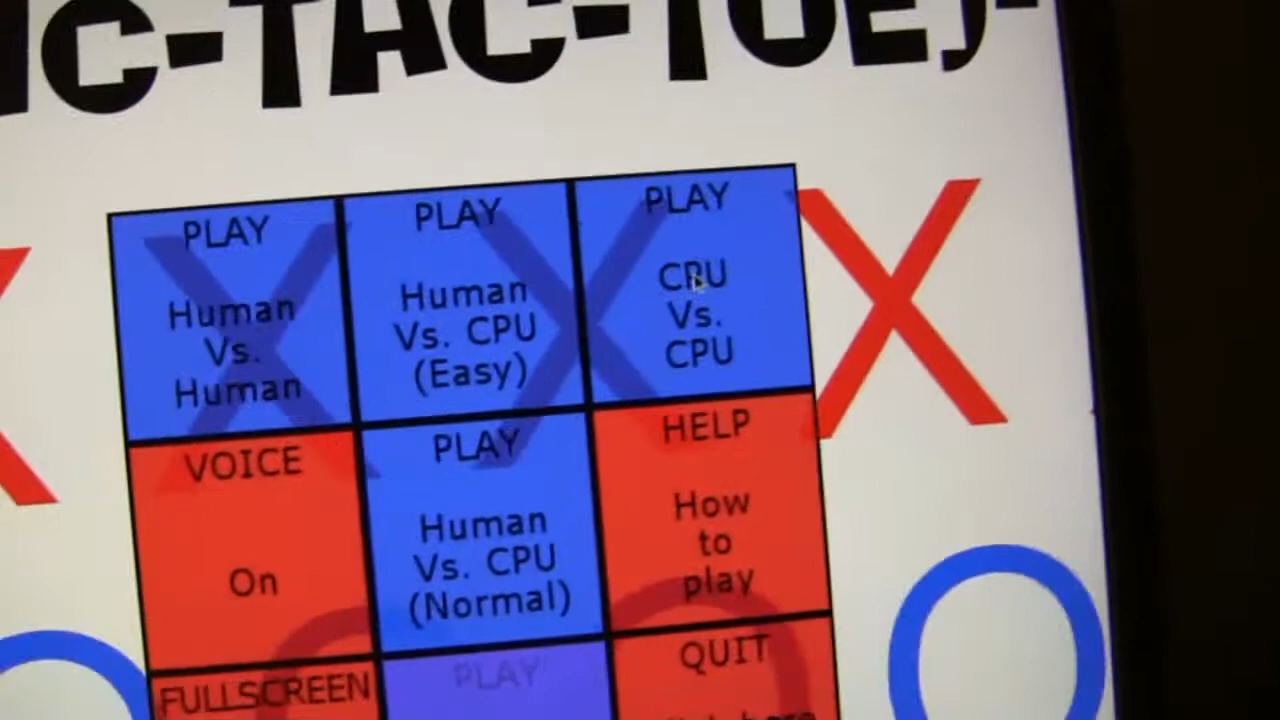 IC-TAC-TOE)-
PLAY
Human
Vs.
Human
PLAY
Human
Vs. CPU
(Easy)
PLAY
CPU
Vs.
CPU
VOICE
On
PLAY
Human
Vs. CPU
(Normal)
HELP
How
to
play
FULLSCREEN
PLAY
QUIT